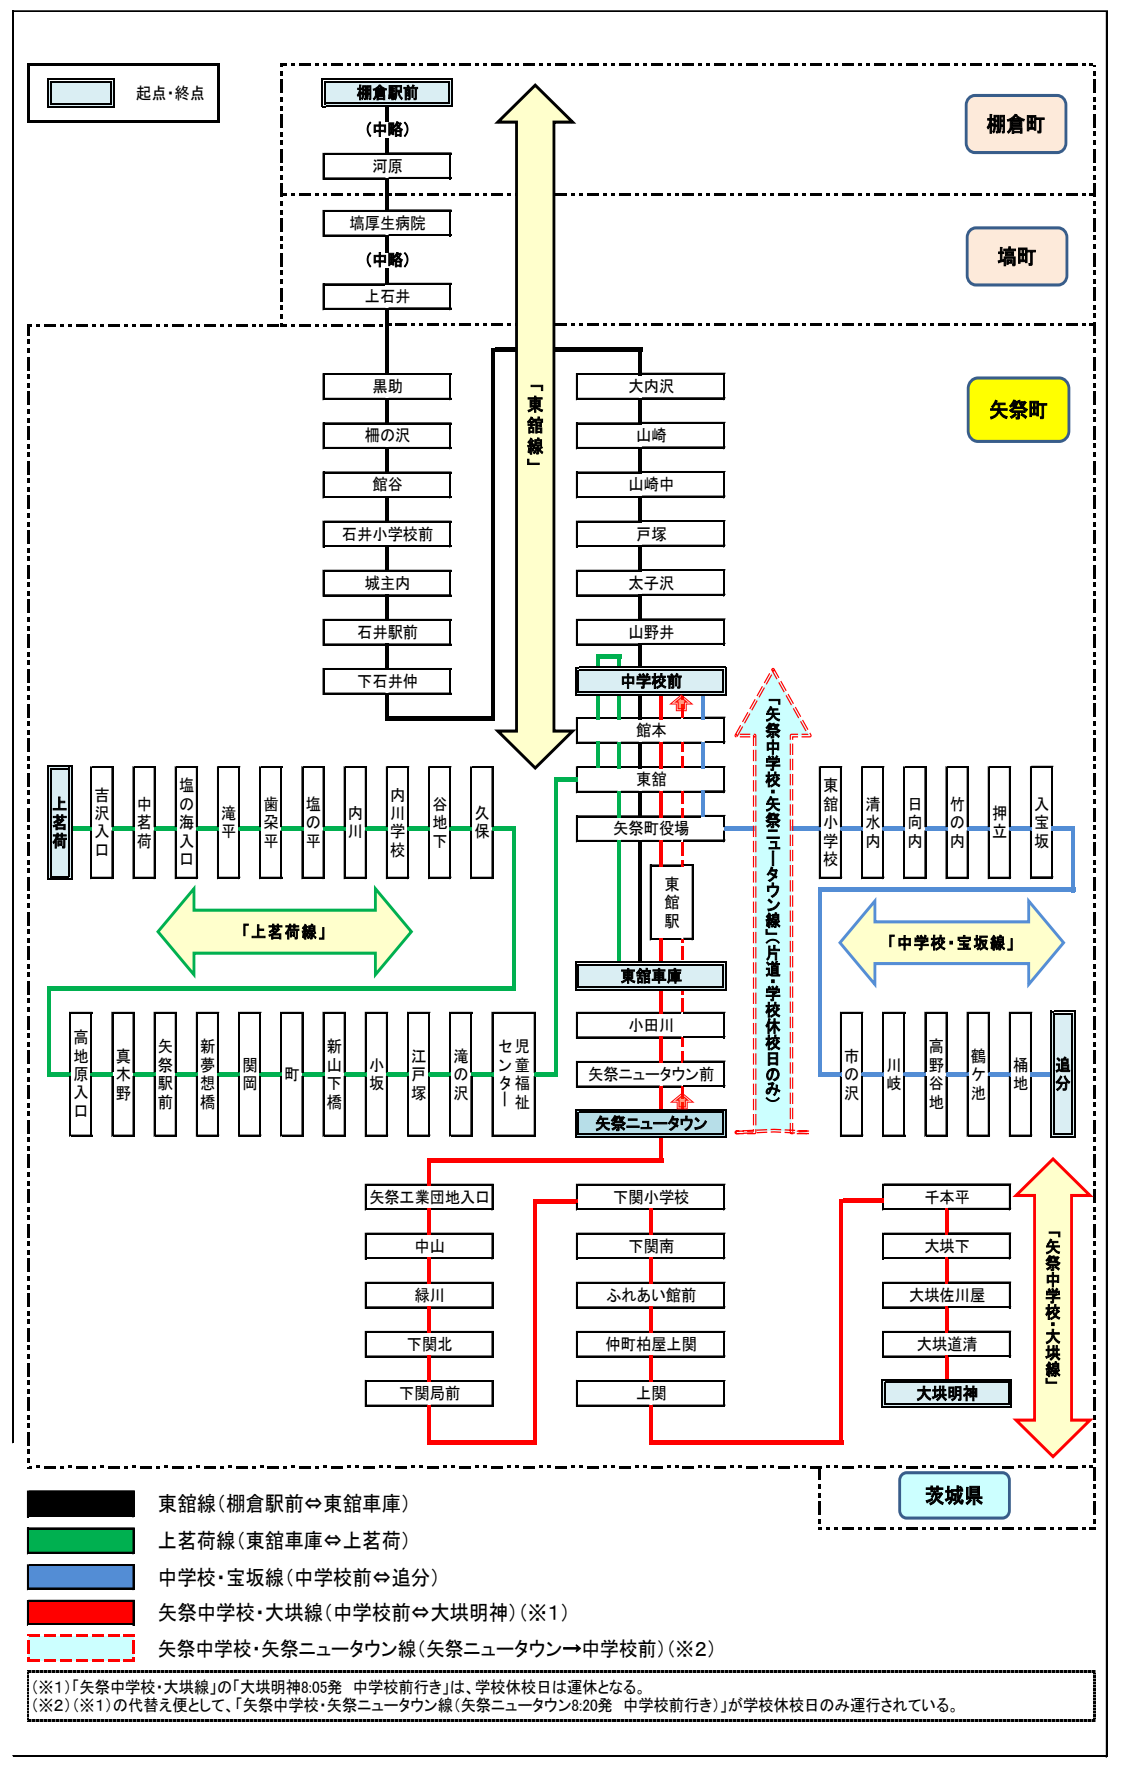 起点・終点
棚倉駅前
(中略)
河原
棚倉町
塙厚生病院
(中略)
上石井
塙町
矢祭町
黒助
柵の沢
館谷
石井小学校前
城主内
石井駅前
下石井仲
「東舘線」
大内沢
山崎
山崎中
戸塚
太子沢
山野井
中学校前
館本
東舘
矢祭町役場
東館駅
東舘車庫
小田川
矢祭ニュータウン前
矢祭ニュータウン
「矢祭中学校・矢祭ニュータウン線」(片道・学校休校日のみ)
上茗荷
吉沢入口
中茗荷
塩の海入口
滝平
歯朶平
塩の平
内川
内川学校
谷地下
久保
「上茗荷線」
高地原入口
真木野
矢祭駅前
新夢想橋
関岡
町
新山下橋
小坂
江戸塚
滝の沢
児童福祉
センター
東舘小学校
清水内
日向内
竹の内
押立
入宝坂
「中学校・宝坂線」
市の沢
川岐
高野谷地
鶴ケ池
桶地
追分
矢祭工業団地入口
中山
緑川
下関北
下関局前
下関小学校
下関南
ふれあい館前
仲町柏屋上関
上関
千本平
大垬下
大垬佐川屋
大垬道清
大垬明神
「矢祭中学校・大垬線」
茨城県
東舘線(棚倉駅前⇔東舘車庫)
上茗荷線(東舘車庫⇔上茗荷)
中学校・宝坂線(中学校前⇔追分)
矢祭中学校・大垬線(中学校前⇔大垬明神)(※1)
矢祭中学校・矢祭ニュータウン線(矢祭ニュータウン→中学校前)(※2)
(※1)「矢祭中学校・大垬線」の「大垬明神8:05発　中学校前行き」は、学校休校日は運休となる。
(※2)(※1)の代替え便として、「矢祭中学校・矢祭ニュータウン線(矢祭ニュータウン8:20発　中学校前行き)」が学校休校日のみ運行されている。